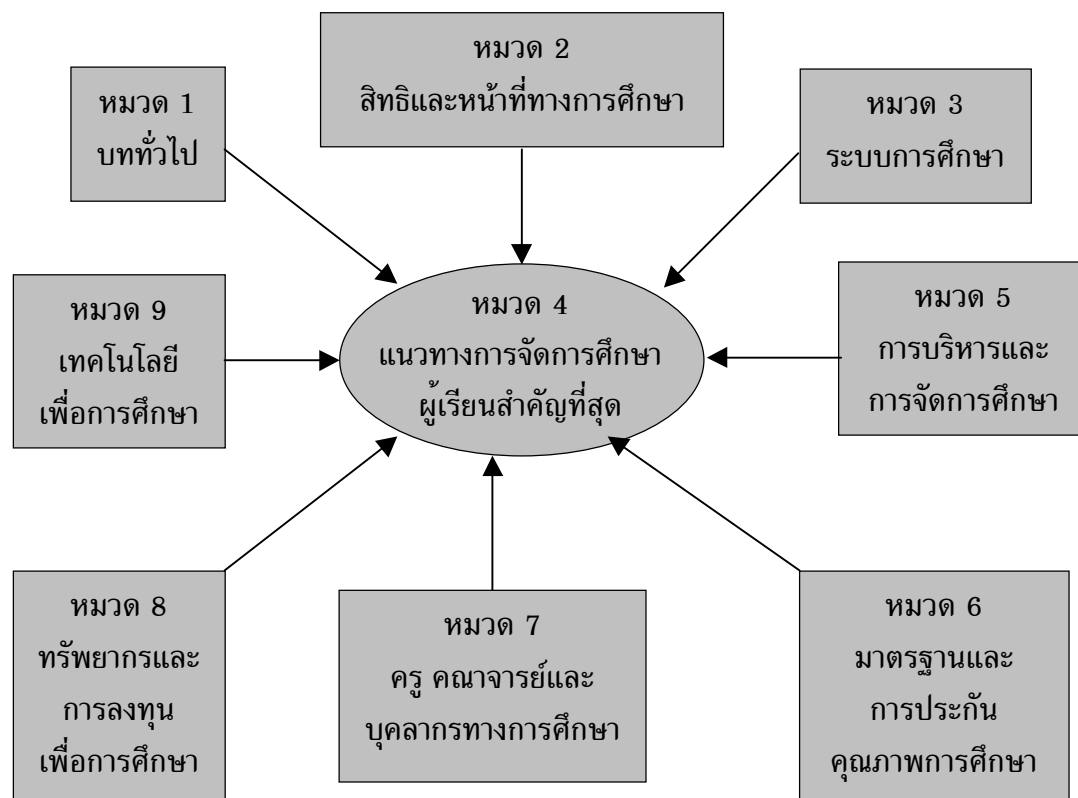 หมวด 1
บททั่วไป
หมวด 2
สิทธิและหน้าที่ทางการศึกษา
หมวด 3
ระบบการศึกษา
หมวด 9
เทคโนโลยี
เพื่อการศึกษา
หมวด 4
แนวทางการจัดการศึกษา
ผู้เรียนสำคัญที่สุด
หมวด 5
การบริหารและ
การจัดการศึกษา
หมวด 8
ทรัพยากรและ
การลงทุน
เพื่อการศึกษา
หมวด 7
ครู คณาจารย์และ
บุคลากรทางการศึกษา
หมวด 6
มาตรฐานและ
การประกัน
คุณภาพการศึกษา